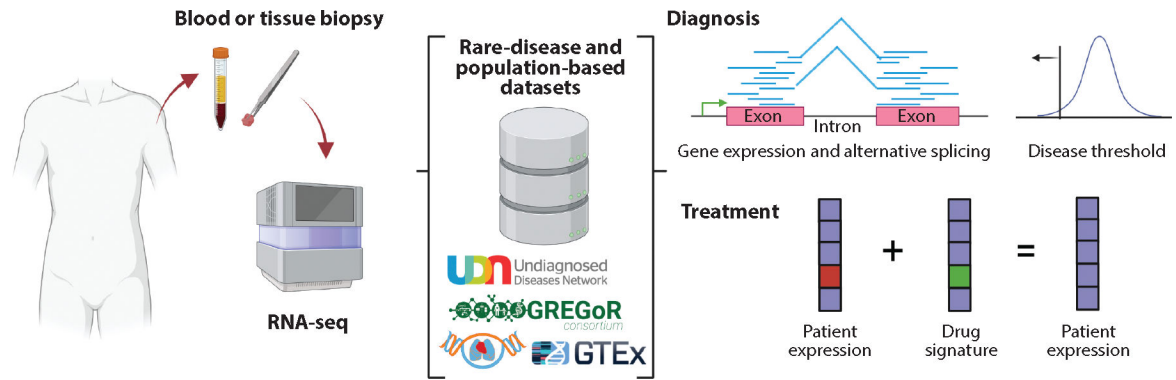 Blood or tissue biopsy
RNA-seq
Rare-disease and
population-based
datasets
UDN Undiagnosed
Diseases Network
GREGoR
consortium
GTEx
Diagnosis
Exon
Intron
Exon
Gene expression and alternative splicing
Disease threshold
Treatment
+
=
Patient
expression
Drug
signature
Patient
expression